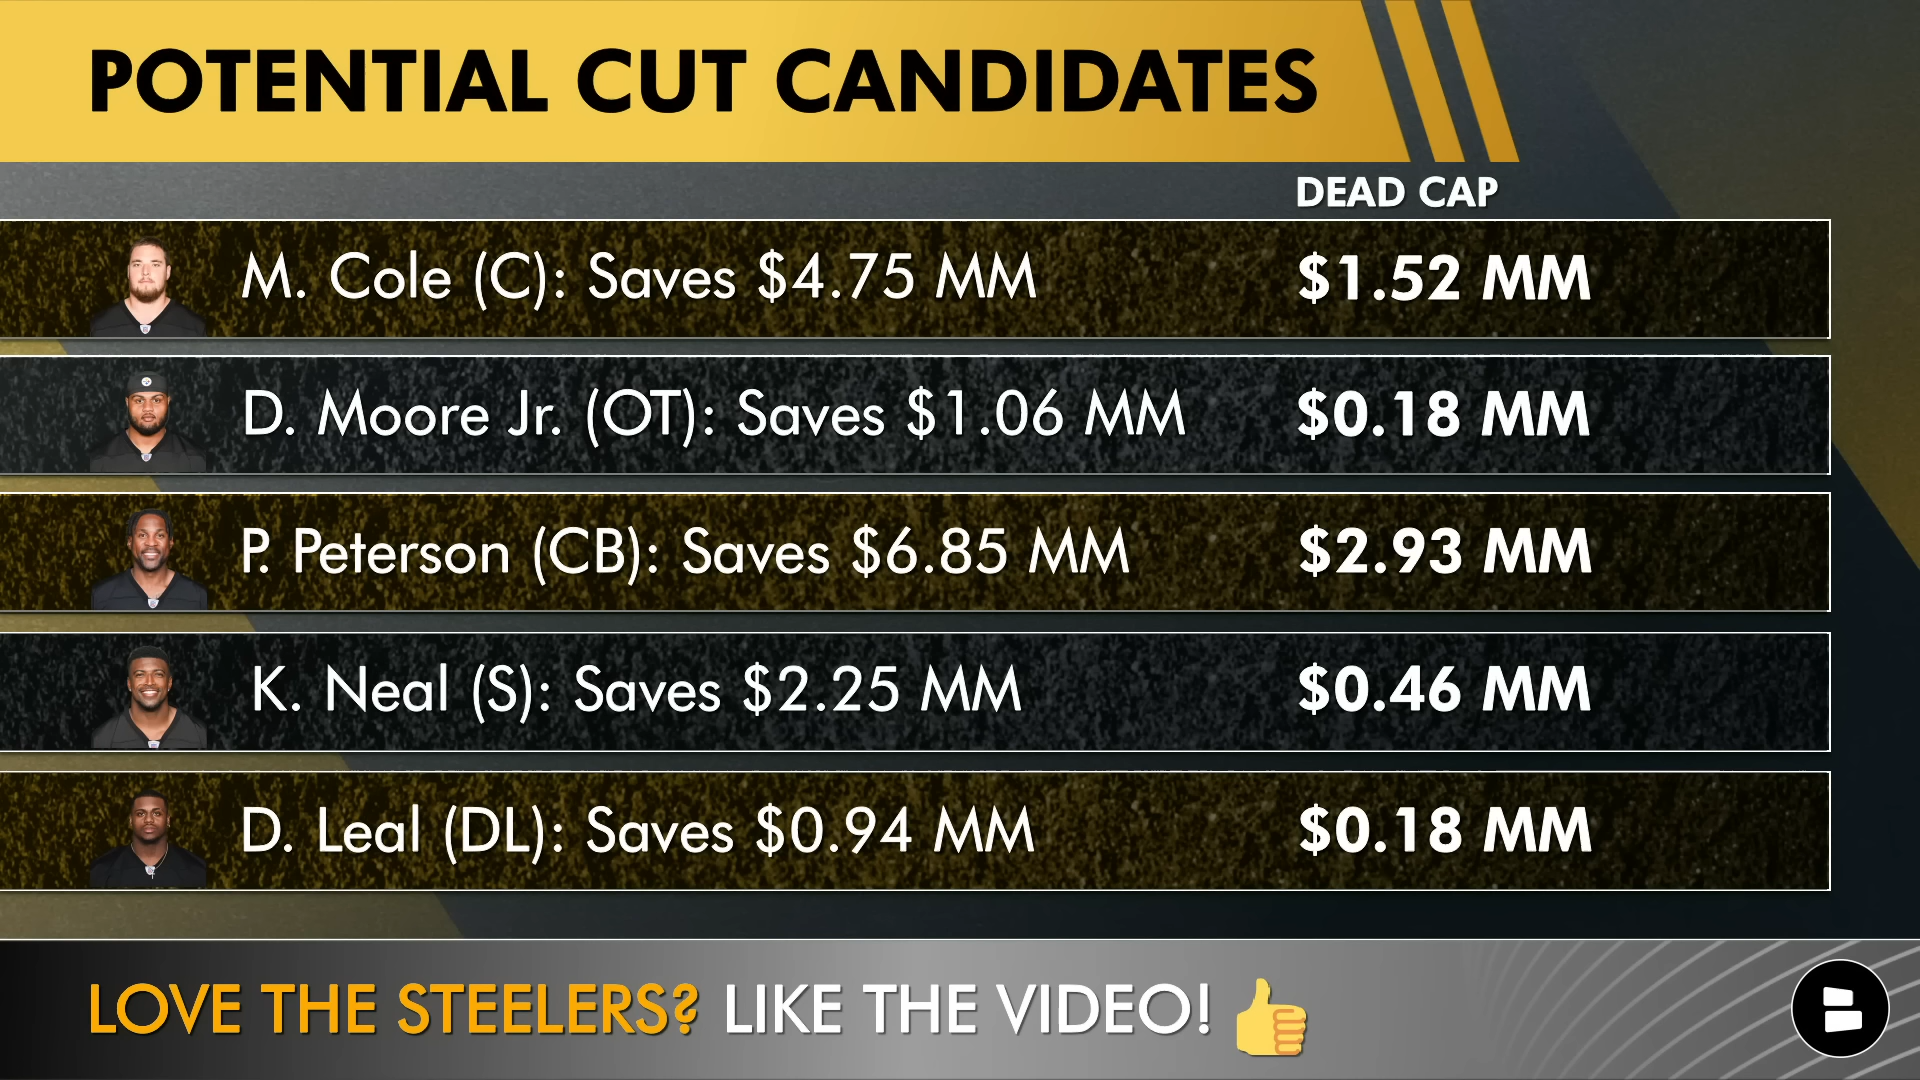 POTENTIAL CUT CANDIDATES
DEAD CAP
M. Cole (C): Saves $4.75 MM $1.52 MM
D. Moore Jr. (OT): Saves $1.06 MM $0.18 MM
P. Peterson (CB): Saves $6.85 MM $2.93 MM
K. Neal (S): Saves $2.25 MM $0.46 MM
D. Leal (DL): Saves $0.94 MM $0.18 MM
LOVE THE STEELERS? LIKE THE VIDEO!